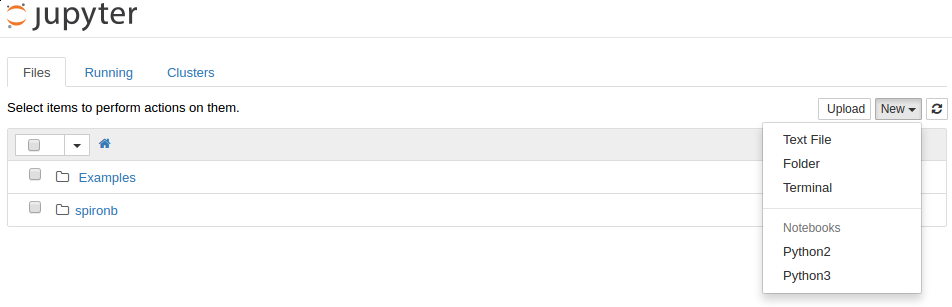 jupyter
Files Running Clusters
Select items to perform actions on them. Upload New
Text File
Folder
Examples
Terminal
spironb
Notebooks
Python2
Python3